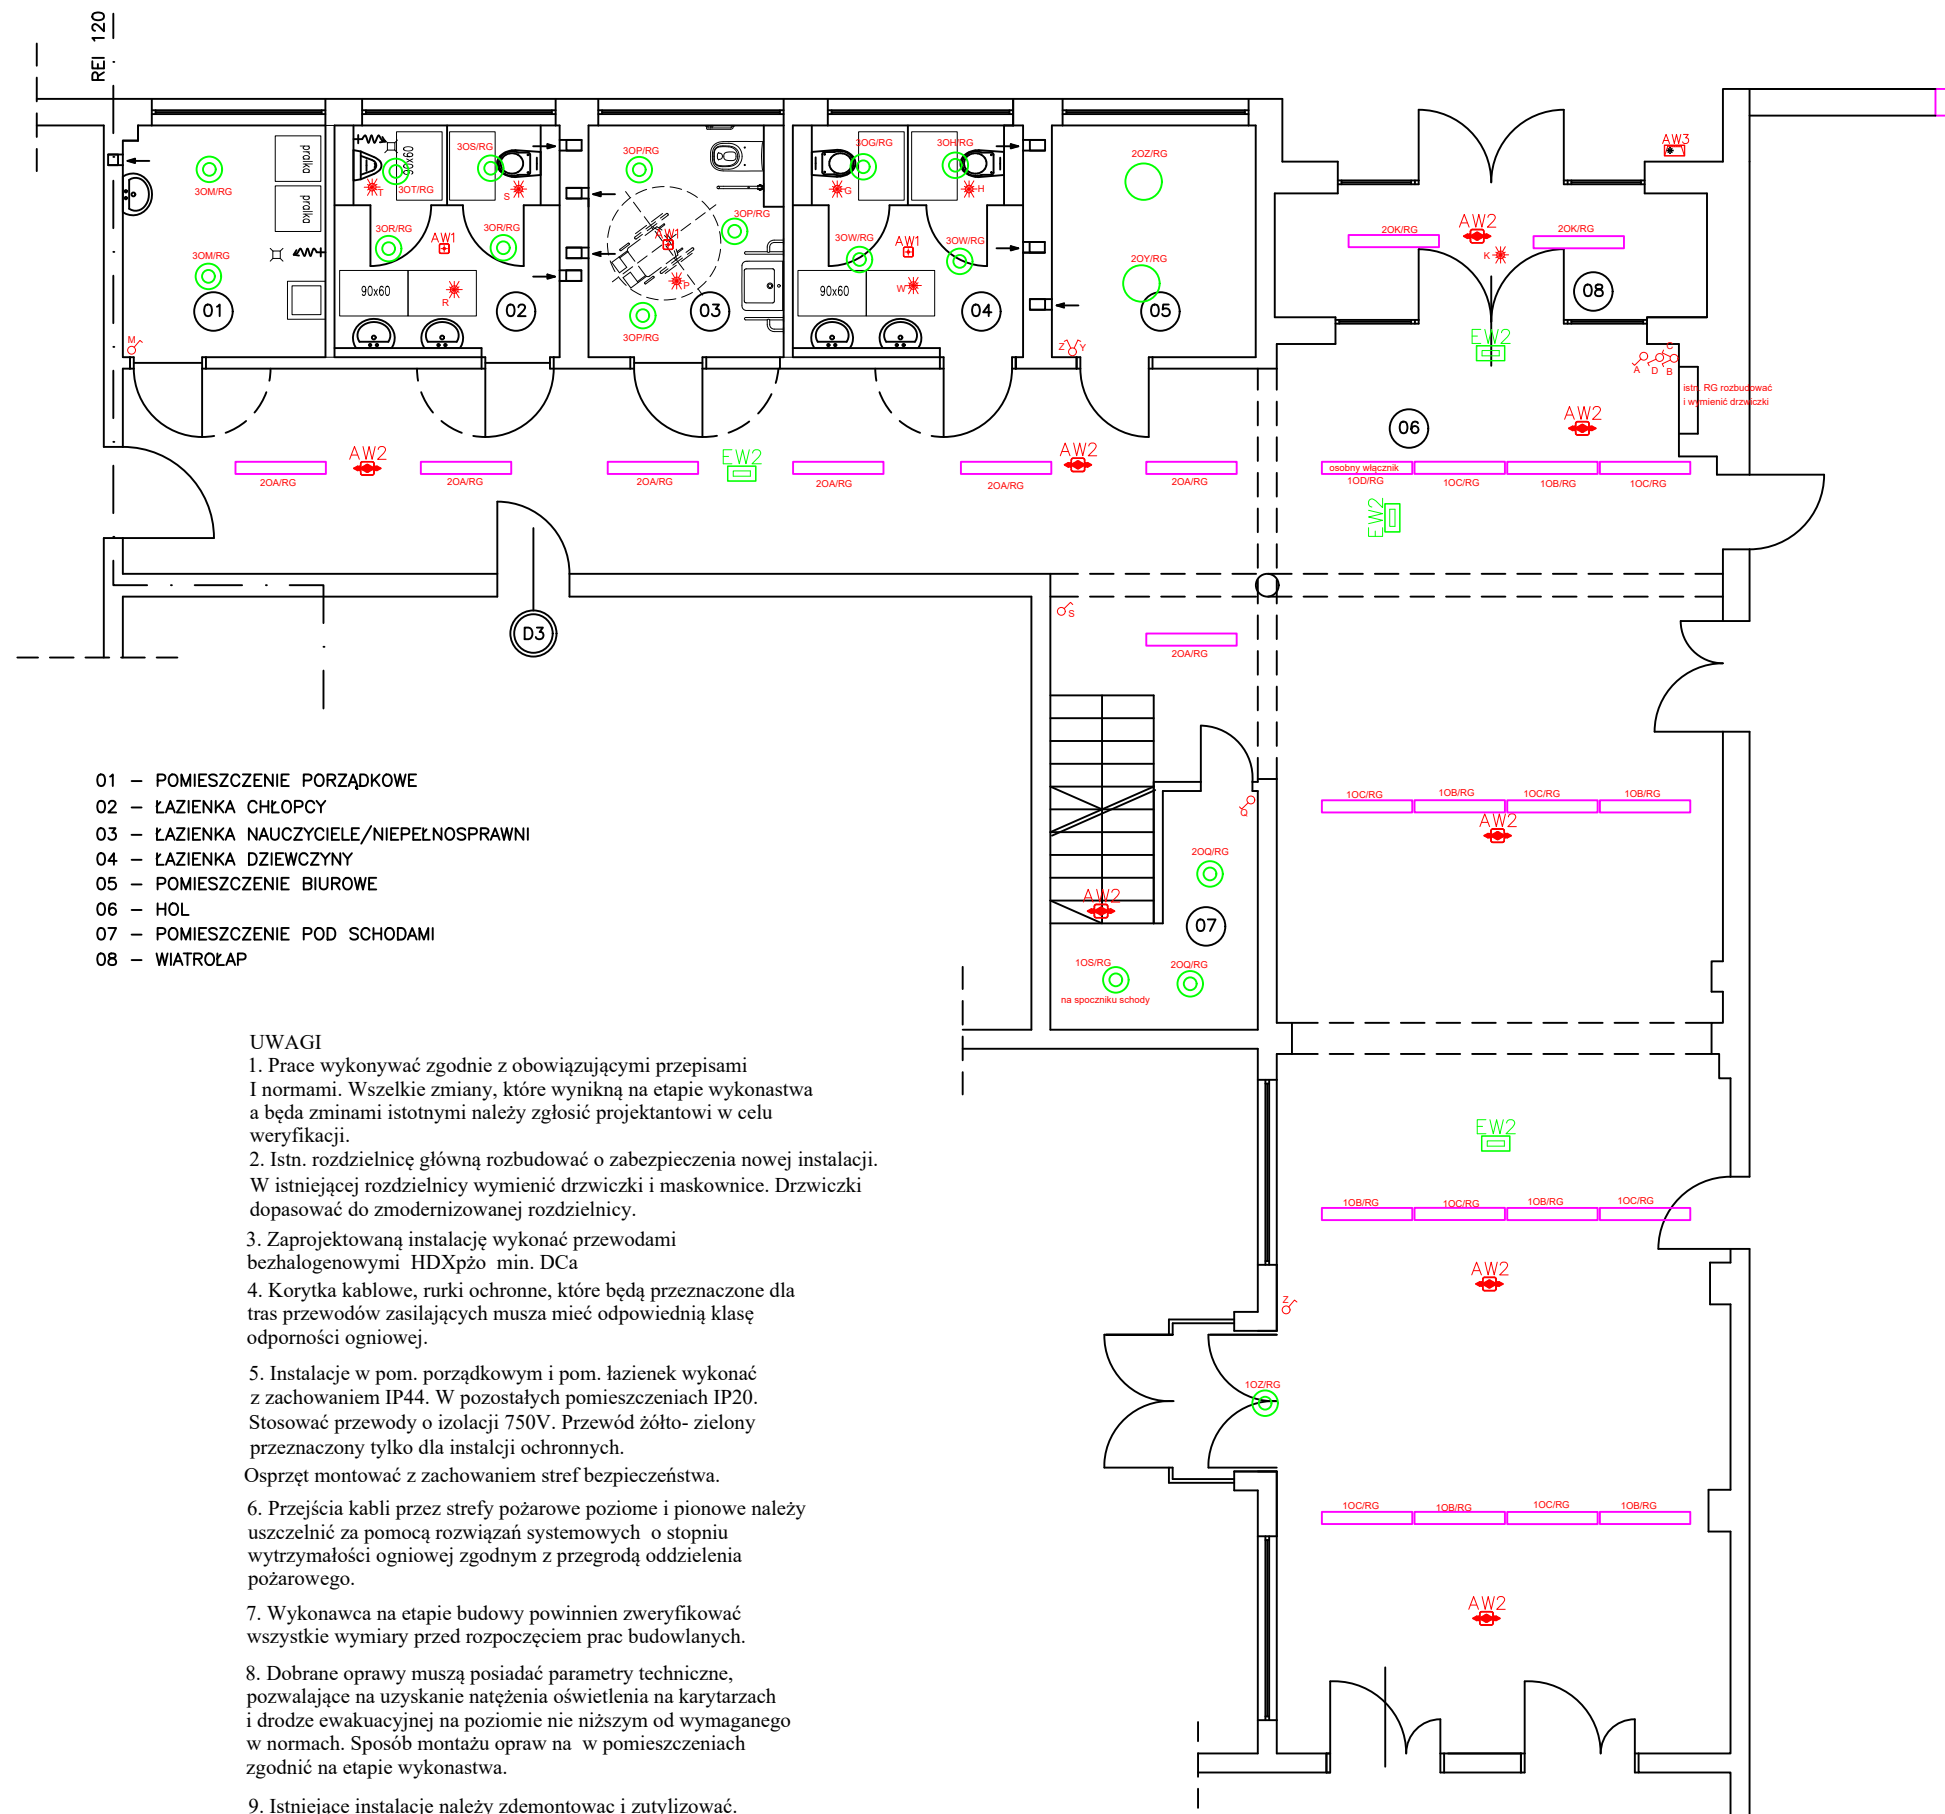 REI 120
AW3
3OM/RG
pralka
3OS/RG
90x60
3OT/RG
T
S
3OP/RG
3OG/RG
3OH/RG
G
H
2OZ/RG
pralka
3OR/RG
AW1
3OR/RG
3OP/RG
AW1
3OW/RG
AW1
3OW/RG
2OK/RG
AW2
2OK/RG
K
3OM/RG
2OY/RG
90x60
R
P
90x60
W
01
02
03
04
05
08
3OP/RG
M
Z Y
EW2
C
A D B
istn. RG rozbudować
i wymienić drzwiczki
AW2
06
AW2
EW2
AW2
osobny włącznik
2OA/RG
2OA/RG
2OA/RG
2OA/RG
2OA/RG
2OA/RG
1OD/RG
1OC/RG
1OB/RG
1OC/RG
EW2
S
D3
2OA/RG
01 – POMIESZCZENIE PORZĄDKOWE
02 – ŁAZIENKA CHŁOPCY
03 – ŁAZIENKA NAUCZYCIELE/NIEPEŁNOSPRAWNI
04 – ŁAZIENKA DZIEWCZYNY
05 – POMIESZCZENIE BIUROWE
06 – HOL
07 – POMIESZCZENIE POD SCHODAMI
08 – WIATROŁAP
1OC/RG
1OB/RG
1OC/RG
1OB/RG
AW2
2OQ/RG
AW2
07
1OS/RG
2OQ/RG
na spoczniku schody
UWAGI
1. Prace wykonywać zgodnie z obowiązującymi przepisami
I normami. Wszelkie zmiany, które wynikną na etapie wykonastwa
a będa zminami istotnymi należy zgłosić projektantowi w celu
weryfikacji.
2. Istn. rozdzielnicę główną rozbudować o zabezpieczenia nowej instalacji.
W istniejącej rozdzielnicy wymienić drzwiczki i maskownice. Drzwiczki
dopasować do zmodernizowanej rozdzielnicy.
3. Zaprojektowaną instalację wykonać przewodami
bezhalogenowymi HDXpżo min. DCa
4. Korytka kablowe, rurki ochronne, które będą przeznaczone dla
tras przewodów zasilających musza mieć odpowiednią klasę
odporności ogniowej.
5. Instalacje w pom. porządkowym i pom. łazienek wykonać
z zachowaniem IP44. W pozostałych pomieszczeniach IP20.
Stosować przewody o izolacji 750V. Przewód żółto- zielony
przeznaczony tylko dla instalcji ochronnych.
Osprzęt montować z zachowaniem stref bezpieczeństwa.
6. Przejścia kabli przez strefy pożarowe poziome i pionowe należy
uszczelnić za pomocą rozwiązań systemowych o stopniu
wytrzymałości ogniowej zgodnym z przegrodą oddzielenia
pożarowego.
7. Wykonawca na etapie budowy powinnien zweryfikować
wszystkie wymiary przed rozpoczęciem prac budowlanych.
8. Dobrane oprawy muszą posiadać parametry techniczne,
pozwalające na uzyskanie natężenia oświetlenia na karytarzach
i drodze ewakuacyjnej na poziomie nie niższym od wymaganego
w normach. Sposób montażu opraw na w pomieszczeniach
zgodnić na etapie wykonastwa.
9. Istniejace instalacje należy zdemontowac i zutylizować.
EW2
1OB/RG
1OC/RG
1OB/RG
1OC/RG
AW2
Z
1OZ/RG
1OC/RG
1OB/RG
1OC/RG
1OB/RG
AW2